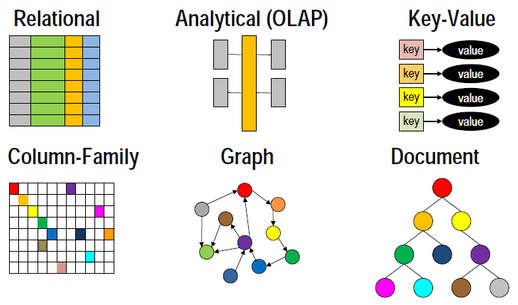 Relational
Analytical (OLAP)
Key-Value
key value
key value
key value
key value
Column-Family
Graph
Document